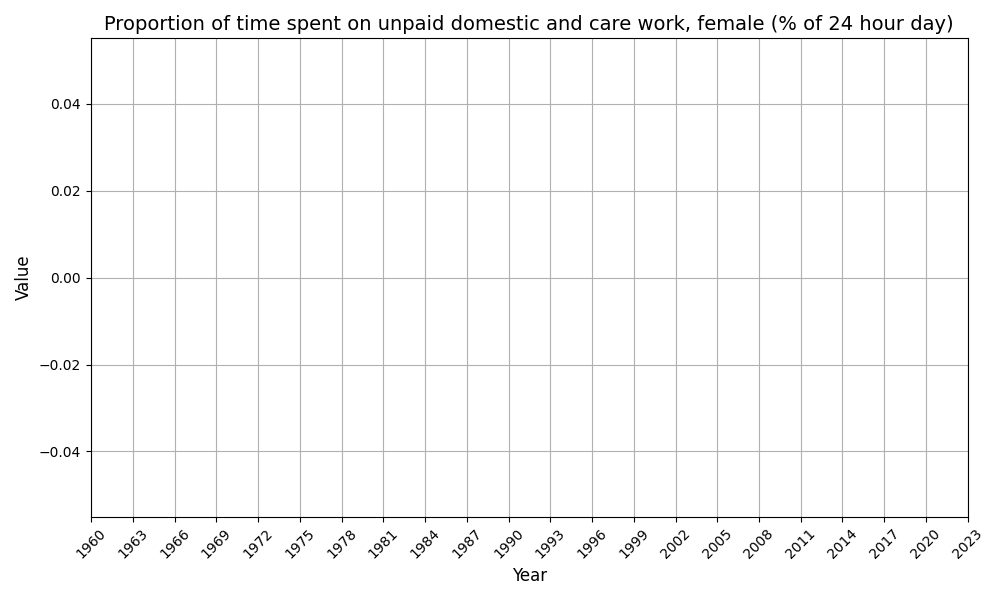 Proportion of time spent on unpaid domestic and care work, female (% of 24 hour day)
0.04
0.02
0.00
−0.02
−0.04
Value
1960 1963 1966 1969 1972 1975 1978 1981 1984 1987 1990 1993 1996 1999 2002 2005 2008 2011 2014 2017 2020 2023
Year